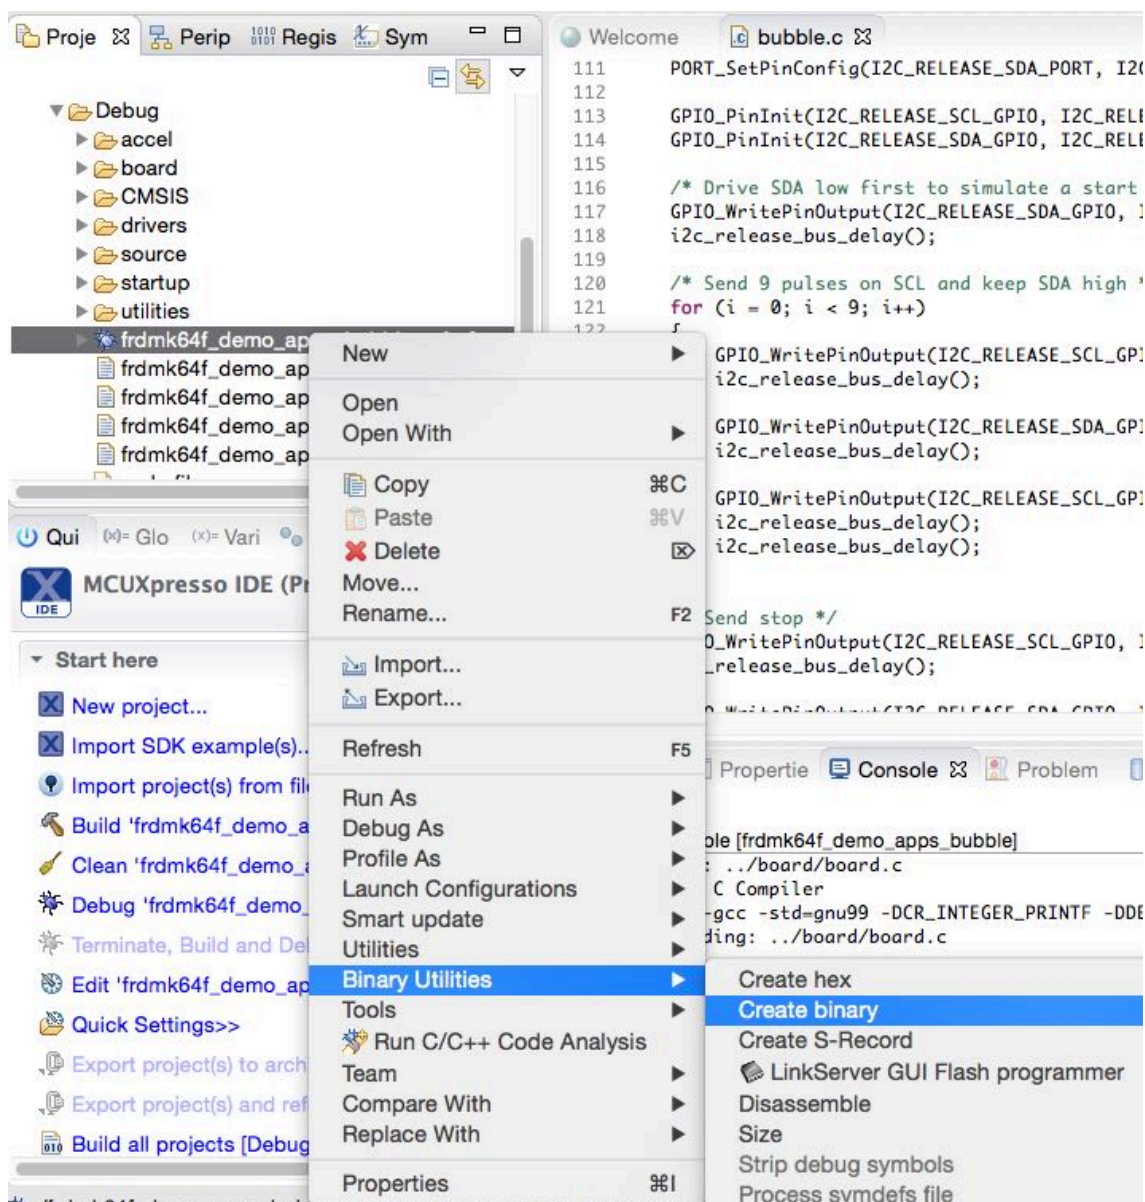 Proje Perip Regis Sym
Debug
accel
board
CMSIS
drivers
source
startup
utilities
frdmk64f_demo_ap
frdmk64f_demo_ap
frdmk64f_demo_ap
frdmk64f_demo_ap
frdmk64f_demo_ap
Welcome bubble.c
111 PORT_SetPinConfig(I2C_RELEASE_SDA_PORT, I2C
112
113 GPIO_PinInit(I2C_RELEASE_SCL_GPIO, I2C_RELE
114 GPIO_PinInit(I2C_RELEASE_SDA_GPIO, I2C_RELE
115
116 /* Drive SDA low first to simulate a start
117 GPIO_WritePinOutput(I2C_RELEASE_SDA_GPIO, I
118 i2c_release_bus_delay();
119
120 /* Send 9 pulses on SCL and keep SDA high *
121 for (i = 0; i < 9; i++)
122 {
GPIO_WritePinOutput(I2C_RELEASE_SCL_GPI
i2c_release_bus_delay();
GPIO_WritePinOutput(I2C_RELEASE_SDA_GPI
i2c_release_bus_delay();
GPIO_WritePinOutput(I2C_RELEASE_SCL_GPI
i2c_release_bus_delay();
i2c_release_bus_delay();
Send stop */
O_WritePinOutput(I2C_RELEASE_SCL_GPIO, I
_release_bus_delay();
Qui (x)= Glo (x)= Vari
MCUXpresso IDE (Pr
IDE
Start here
New project...
Import SDK example(s)..
Import project(s) from file
Build 'frdmk64f_demo_a
Clean 'frdmk64f_demo_a
Debug 'frdmk64f_demo_
Terminate, Build and De
Edit 'frdmk64f_demo_ap
Quick Settings>>
Export project(s) to arch
Export project(s) and ref
Build all projects [Debug
New
Open
Open With
Copy ⌘C
Paste ⌘V
Delete ⌦
Move...
Rename... F2
Import...
Export...
Refresh F5
Run As
Debug As
Profile As
Launch Configurations
Smart update
Utilities
Binary Utilities
Tools
Run C/C++ Code Analysis
Team
Compare With
Replace With
Properties ⌘I
Create hex
Create binary
Create S-Record
LinkServer GUI Flash programmer
Disassemble
Size
Strip debug symbols
Process symdefs file
Propertie Console Problem
ole [frdmk64f_demo_apps_bubble]
: ../board/board.c
C Compiler
-gcc -std=gnu99 -DCR_INTEGER_PRINTF -DDE
ding: ../board/board.c